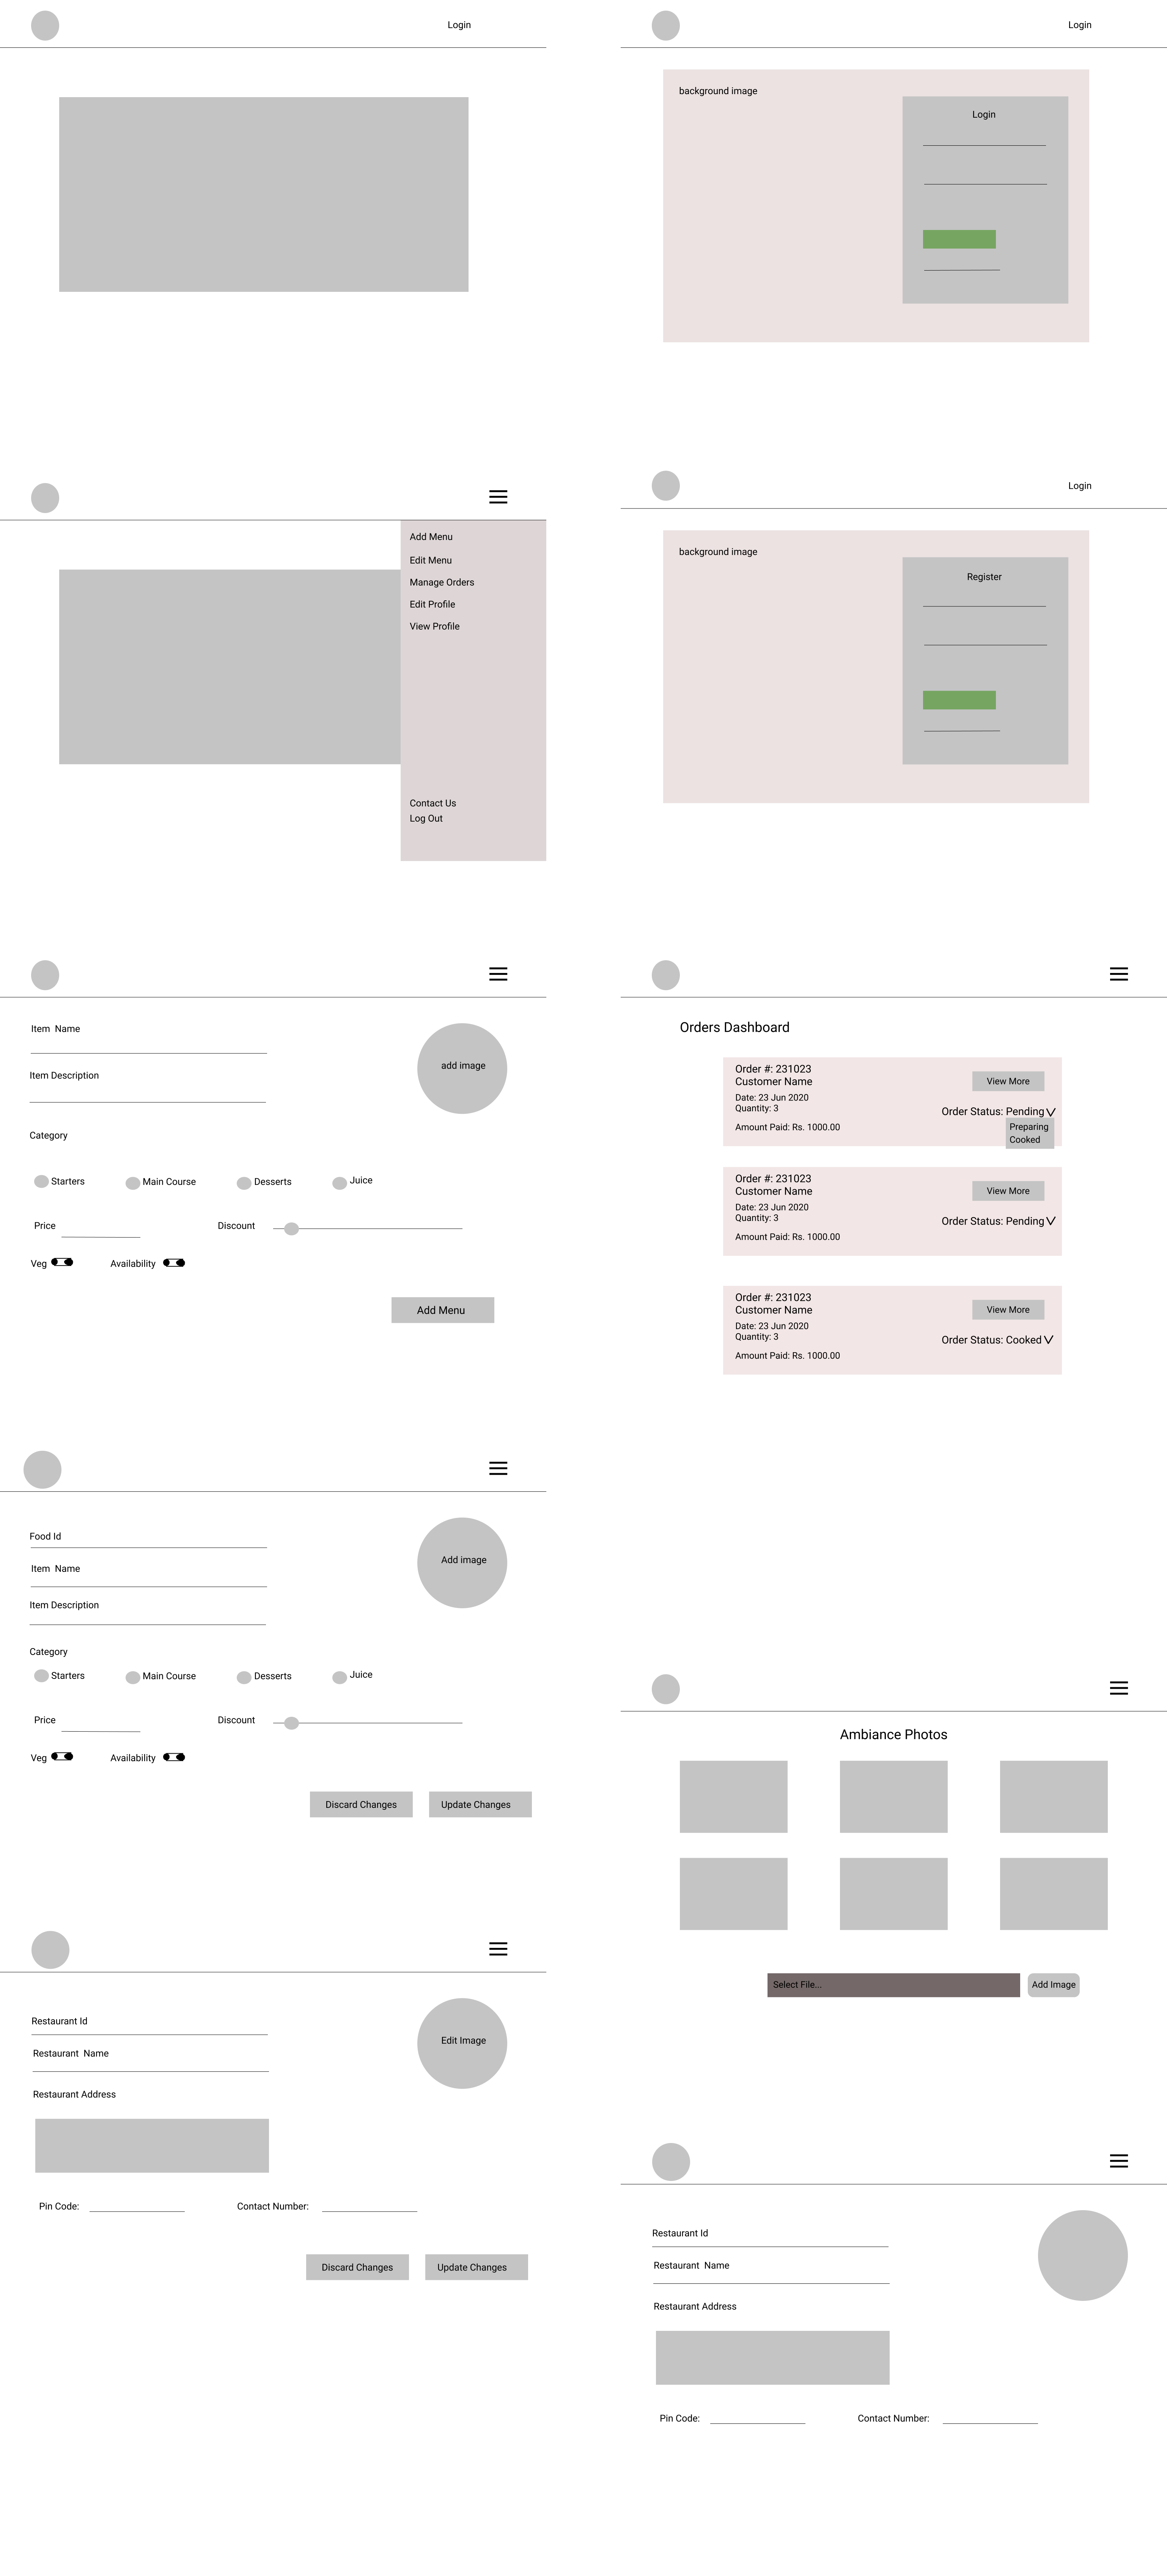 Login
Login
background image
Login
Add Menu
Edit Menu
Manage Orders
Edit Profile
View Profile
Contact Us
Log Out
Login
background image
Register
Item Name
add image
Item Description
Category
Starters
Main Course
Desserts
Juice
Price
Discount
Veg
Availability
Add Menu
Orders Dashboard
Order #: 231023
Customer Name
Date: 23 Jun 2020
Quantity: 3
Amount Paid: Rs. 1000.00
View More
Order Status: Pending
Preparing
Cooked
Order #: 231023
Customer Name
Date: 23 Jun 2020
Quantity: 3
Amount Paid: Rs. 1000.00
View More
Order Status: Pending
Order #: 231023
Customer Name
Date: 23 Jun 2020
Quantity: 3
Amount Paid: Rs. 1000.00
View More
Order Status: Cooked
Food Id
Add image
Item Name
Item Description
Category
Starters
Main Course
Desserts
Juice
Price
Discount
Veg
Availability
Discard Changes
Update Changes
Ambiance Photos
Select File...
Add Image
Restaurant Id
Edit Image
Restaurant Name
Restaurant Address
Pin Code:
Contact Number:
Discard Changes
Update Changes
Restaurant Id
Restaurant Name
Restaurant Address
Pin Code:
Contact Number: